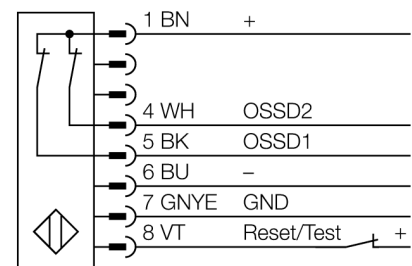 1 BN +
4 WH OSSD2
5 BK OSSD1
6 BU –
7 GNYE GND
8 VT Reset/Test +